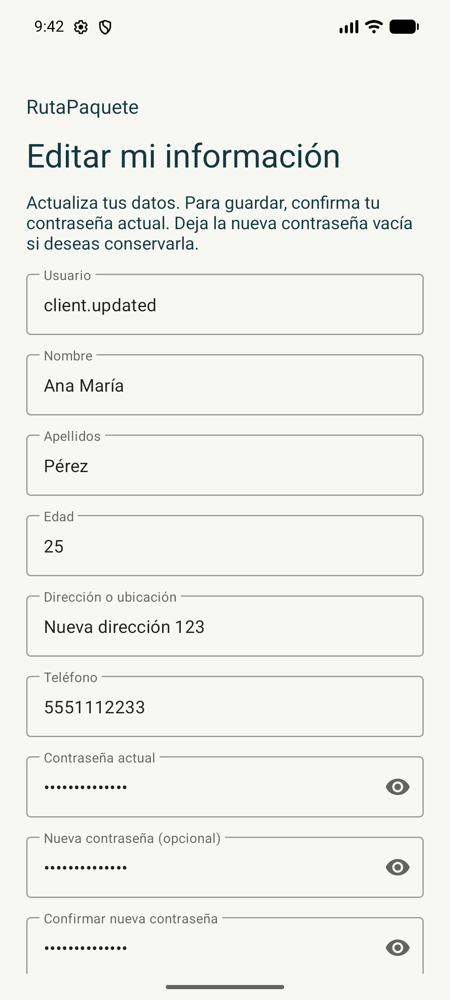 9:42
RutaPaquete
Editar mi información
Actualiza tus datos. Para guardar, confirma tu
contraseña actual. Deja la nueva contraseña vacía
si deseas conservarla.
Usuario
client.updated
Nombre
Ana María
Apellidos
Pérez
Edad
25
Dirección o ubicación
Nueva dirección 123
Teléfono
5551112233
Contraseña actual
••••••••••••••
Nueva contraseña (opcional)
••••••••••••••
Confirmar nueva contraseña
••••••••••••••